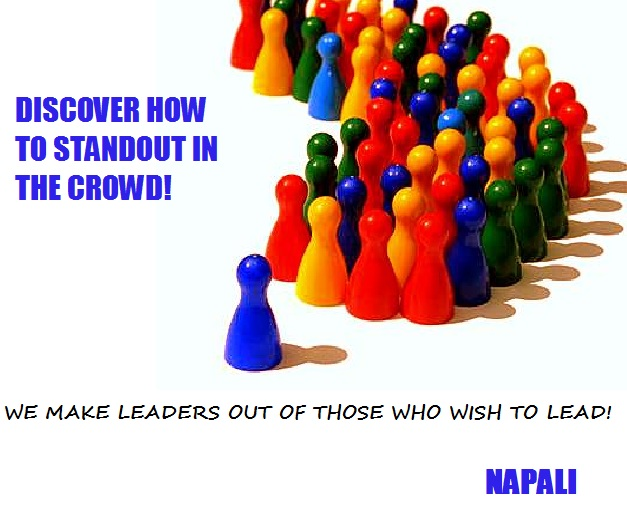 DISCOVER HOW
TO STANDOUT IN
THE CROWD!
WE MAKE LEADERS OUT OF THOSE WHO WISH TO LEAD!
NAPALI